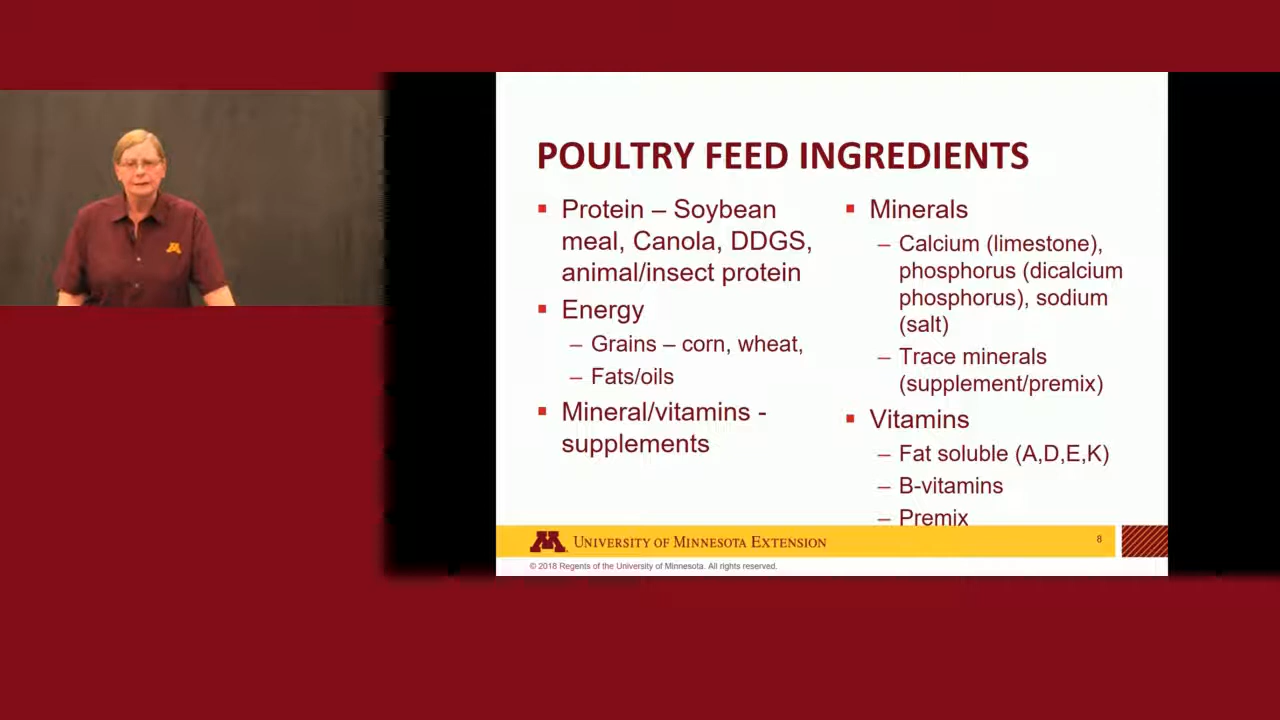 POULTRY FEED INGREDIENTS
▪ Protein – Soybean
meal, Canola, DDGS,
animal/insect protein
▪ Energy
– Grains – corn, wheat,
– Fats/oils
▪ Mineral/vitamins -
supplements
▪ Minerals
– Calcium (limestone),
phosphorus (dicalcium
phosphorus), sodium
(salt)
– Trace minerals
(supplement/premix)
▪ Vitamins
– Fat soluble (A,D,E,K)
– B-vitamins
– Premix
M UNIVERSITY OF MINNESOTA EXTENSION
8
© 2018 Regents of the University of Minnesota. All rights reserved.